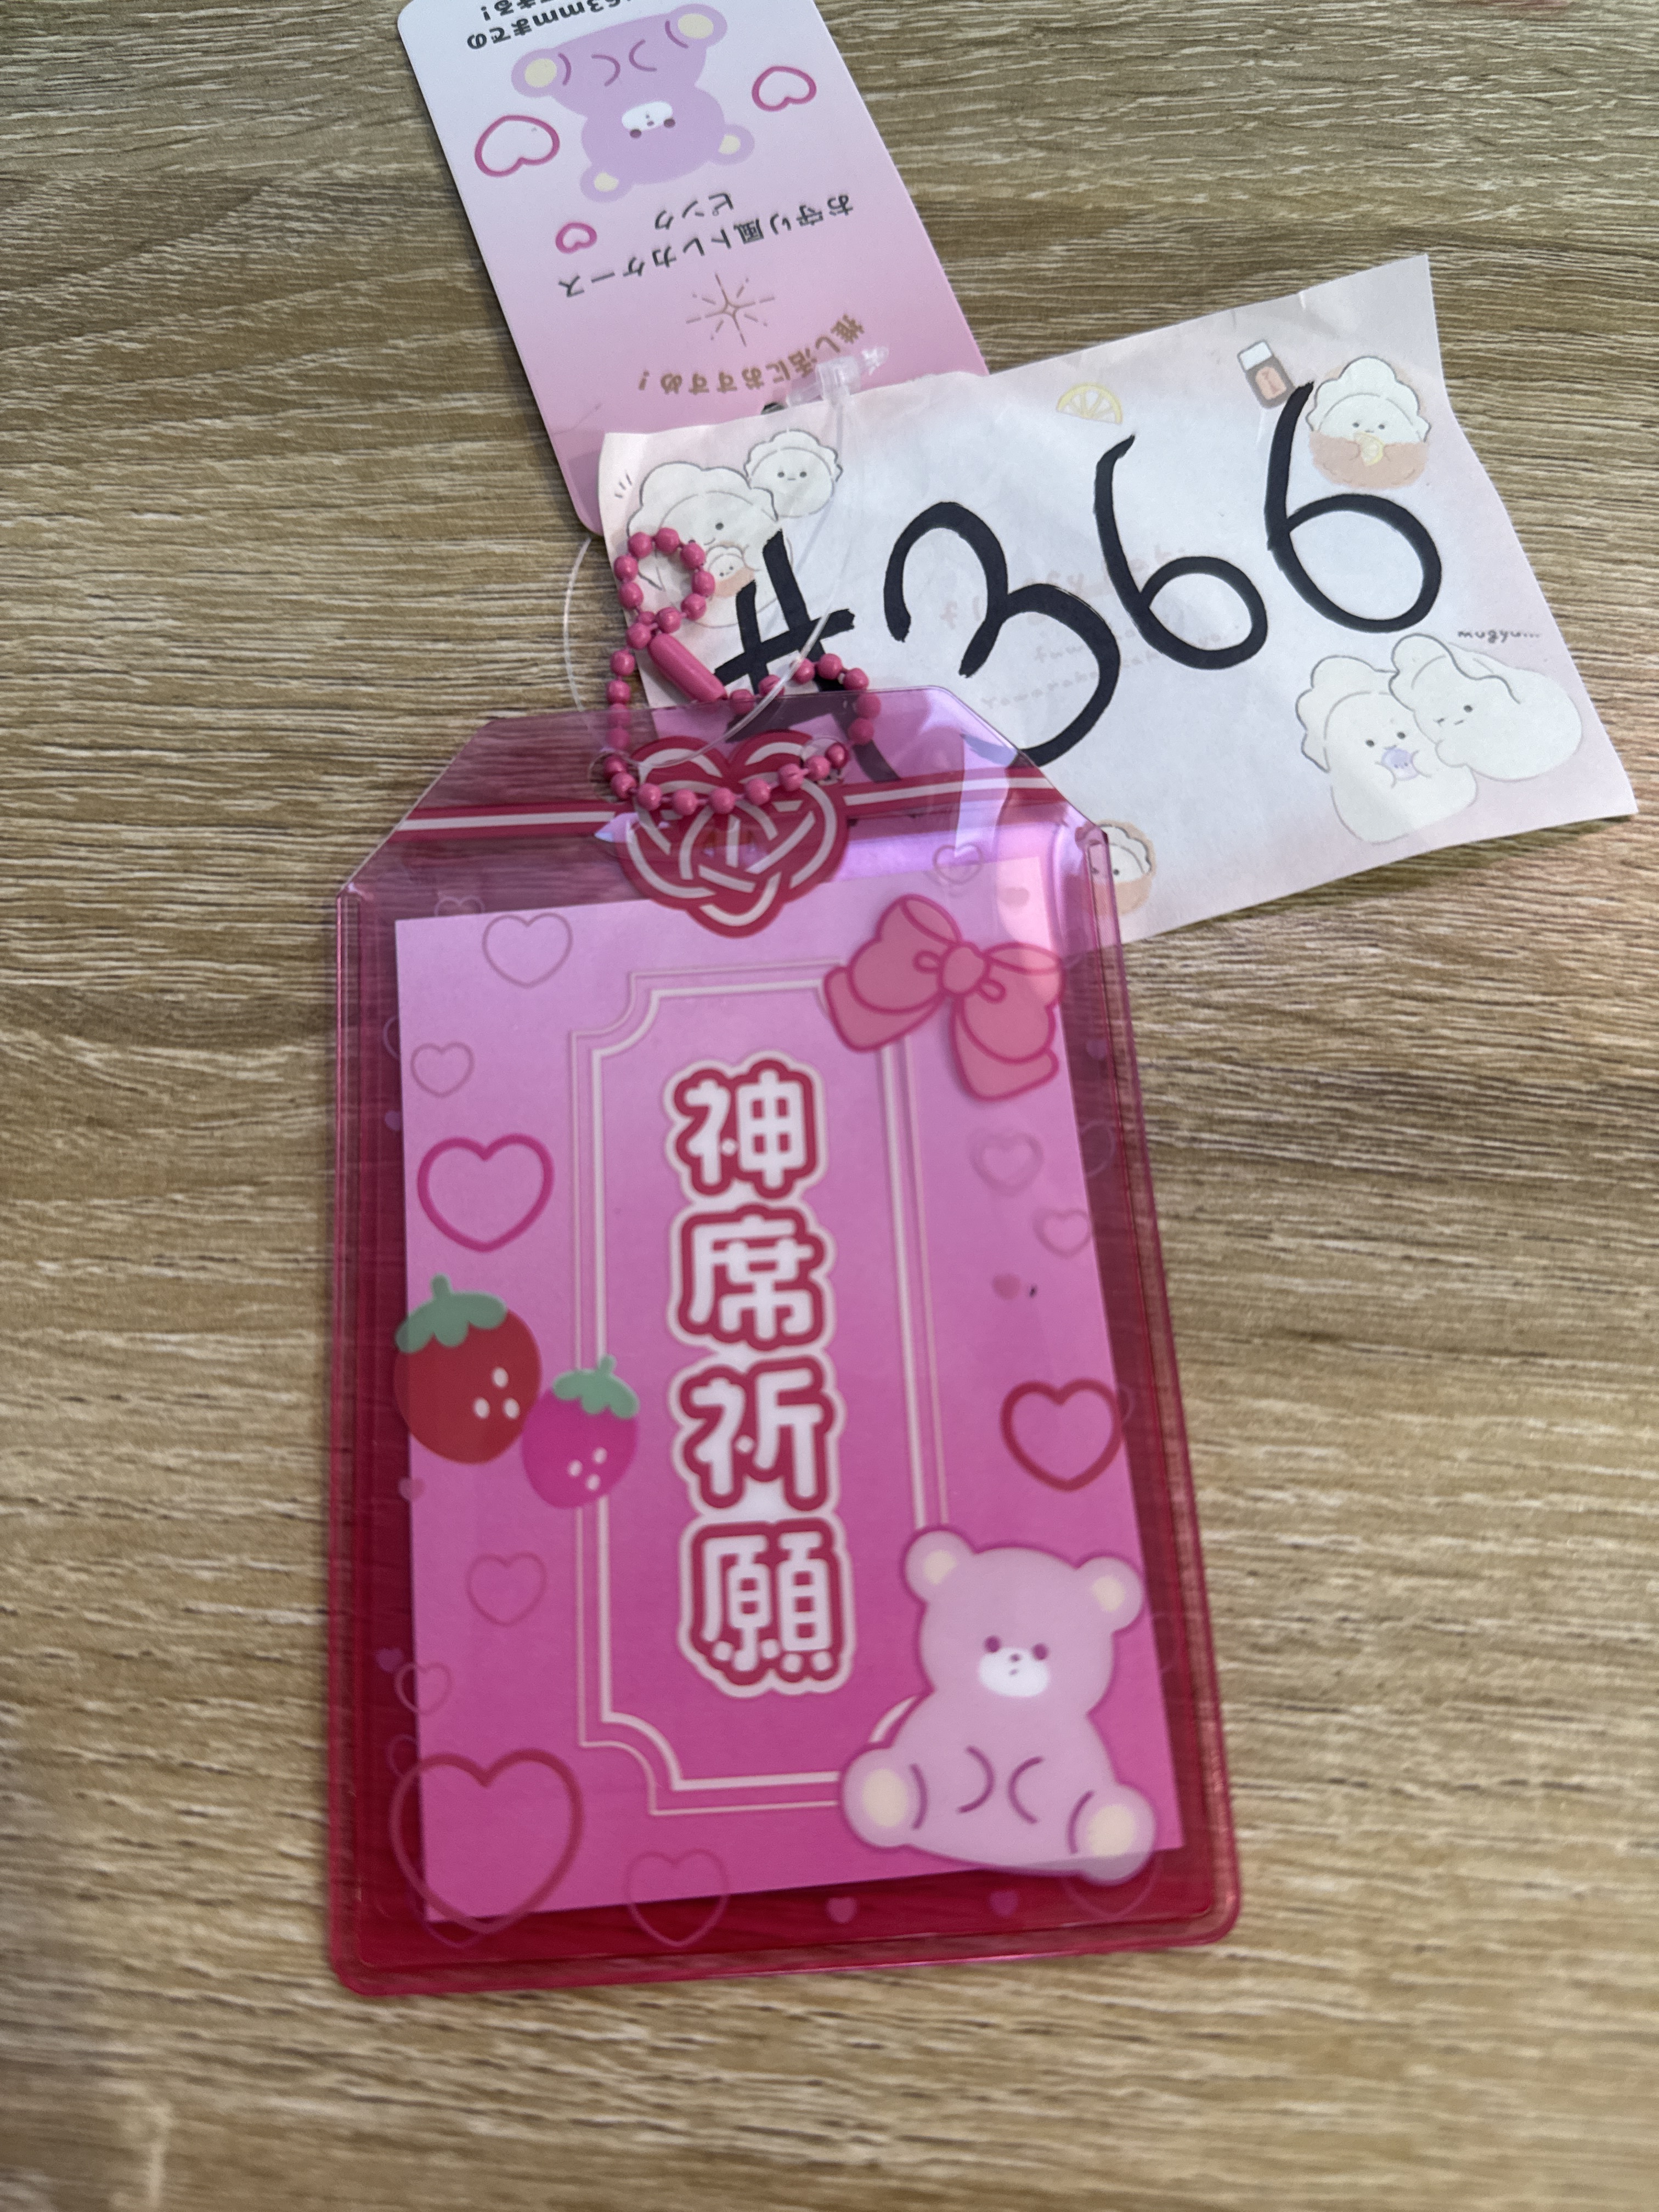 63mmまでの
お守り風トレカケース
ピンク
推し活におすすめ！
#366
mugyu...
神席祈願